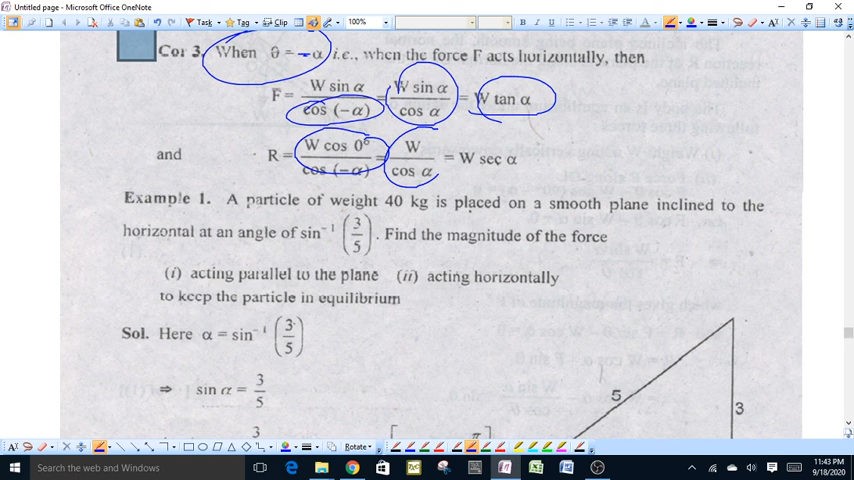 Untitled page - Microsoft OneNote
Task Tag Clip 100% B I U
Cor 3. When θ = –α i.e., when the force F acts horizontally, then
F = W sin α / cos (–α) = W sin α / cos α = W tan α
and R = W cos 0° / cos (–α) = W / cos α = W sec α
Example 1. A particle of weight 40 kg is placed on a smooth plane inclined to the
horizontal at an angle of sin⁻¹ (3/5). Find the magnitude of the force
(i) acting parallel to the plane (ii) acting horizontally
to keep the particle in equilibrium
Sol. Here α = sin⁻¹ (3/5)
⇒ sin α = 3/5
5
3
3
π
Rotate
Search the web and Windows
11:43 PM
9/18/2020